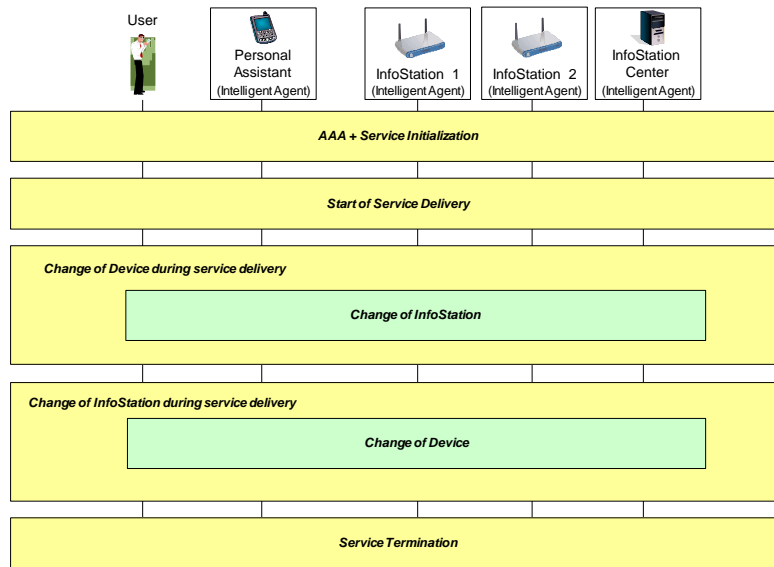 User
Personal
Assistant
(Intelligent Agent)
InfoStation 1
(Intelligent Agent)
InfoStation 2
(Intelligent Agent)
InfoStation
Center
(Intelligent Agent)
AAA + Service Initialization
Start of Service Delivery
Change of Device during service delivery
Change of InfoStation
Change of InfoStation during service delivery
Change of Device
Service Termination